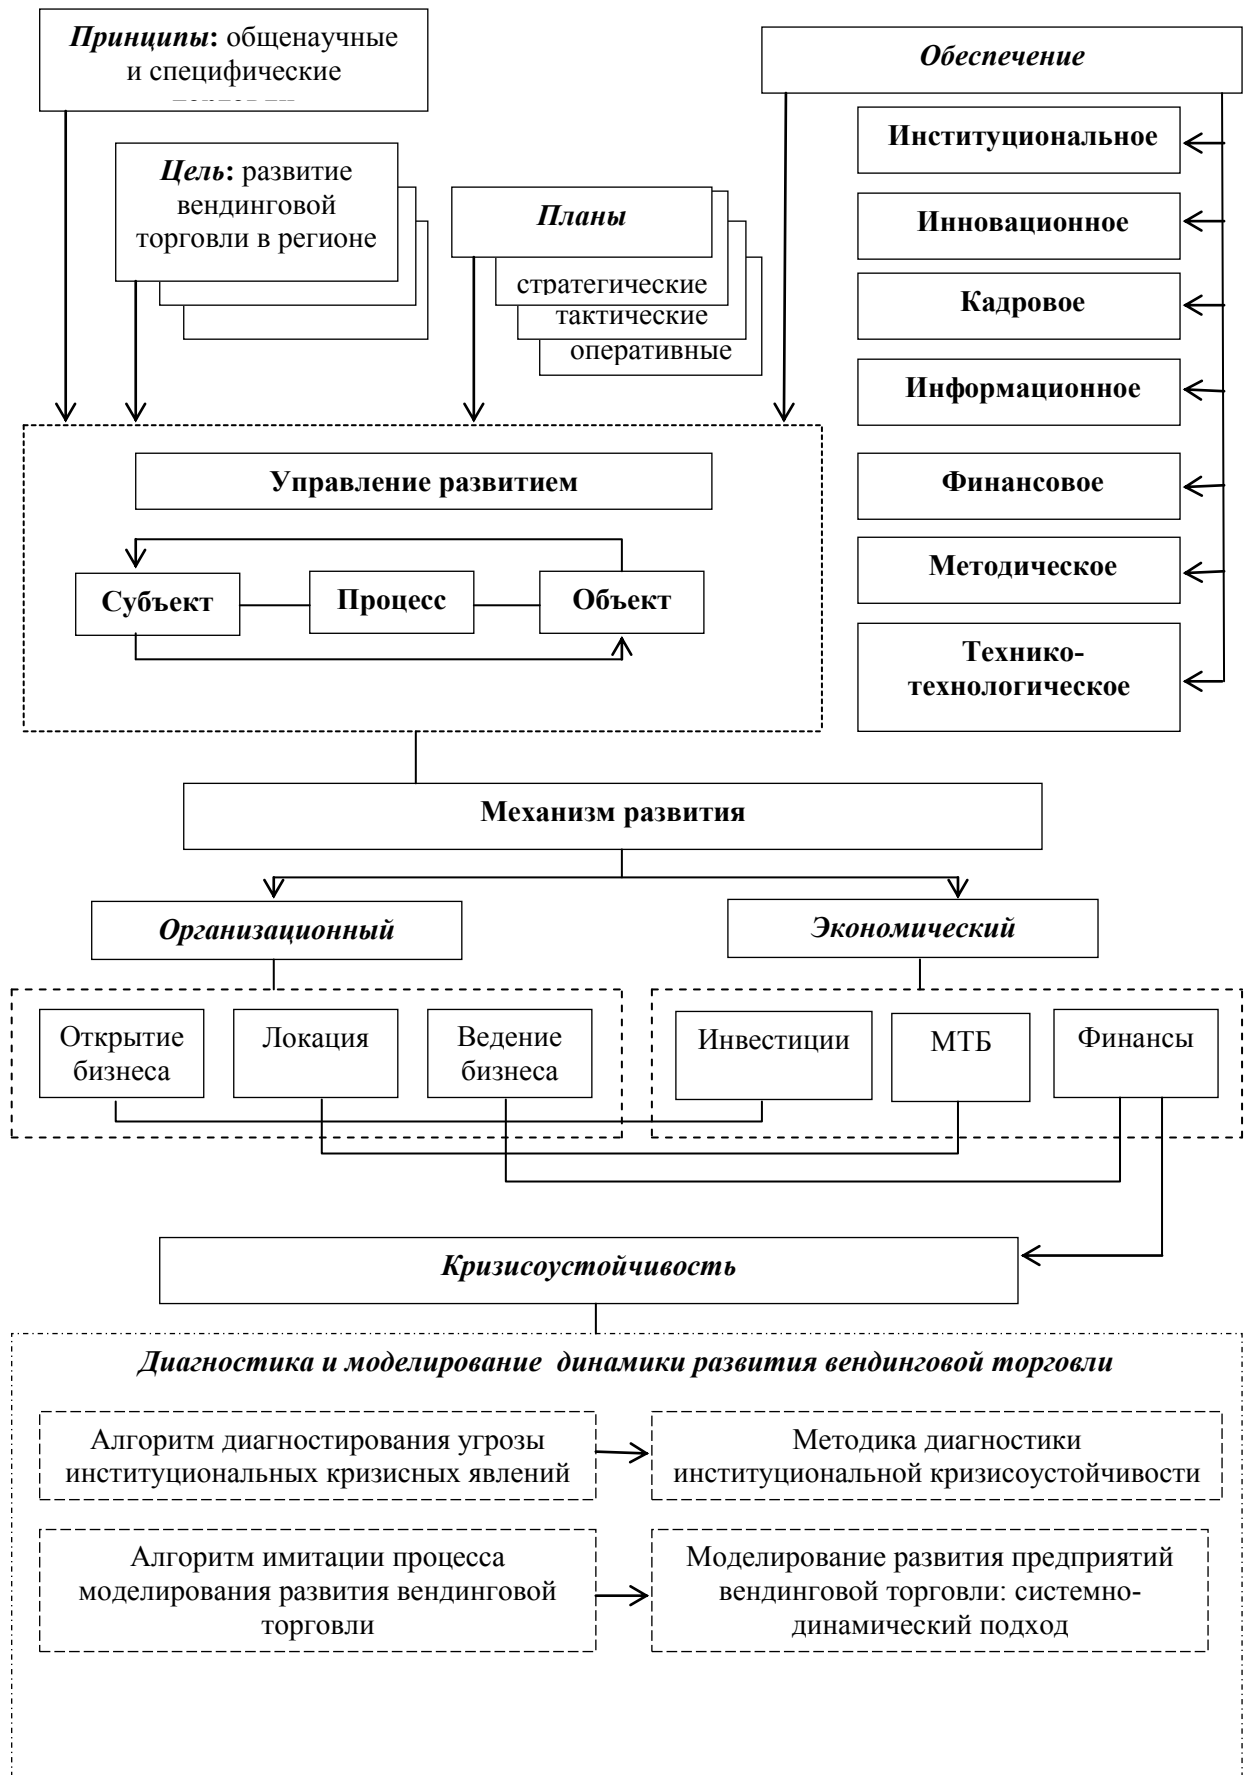 Принципы: общенаучные
и специфические
Обеспечение
Институциональное
Цель: развитие
вендинговой
торговли в регионе
Планы
стратегические
тактические
оперативные
Инновационное
Кадровое
Информационное
Финансовое
Методическое
Технико-
технологическое
Управление развитием
Субъект
Процесс
Объект
Механизм развития
Организационный
Экономический
Открытие
бизнеса
Локация
Ведение
бизнеса
Инвестиции
МТБ
Финансы
Кризисоустойчивость
Диагностика и моделирование динамики развития вендинговой торговли
Алгоритм диагностирования угрозы
институциональных кризисных явлений
Методика диагностики
институциональной кризисоустойчивости
Алгоритм имитации процесса
моделирования развития вендинговой
торговли
Моделирование развития предприятий
вендинговой торговли: системно-
динамический подход